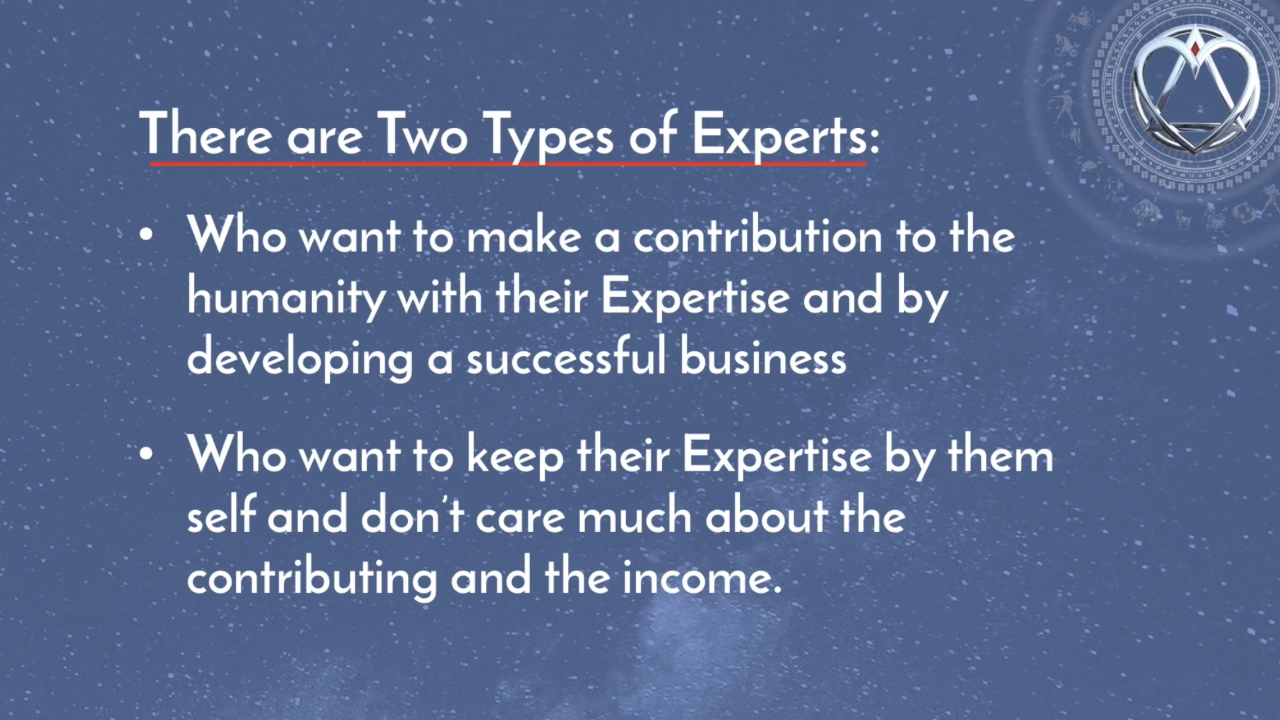 There are Two Types of Experts:
• Who want to make a contribution to the
humanity with their Expertise and by
developing a successful business
• Who want to keep their Expertise by them
self and don't care much about the
contributing and the income.